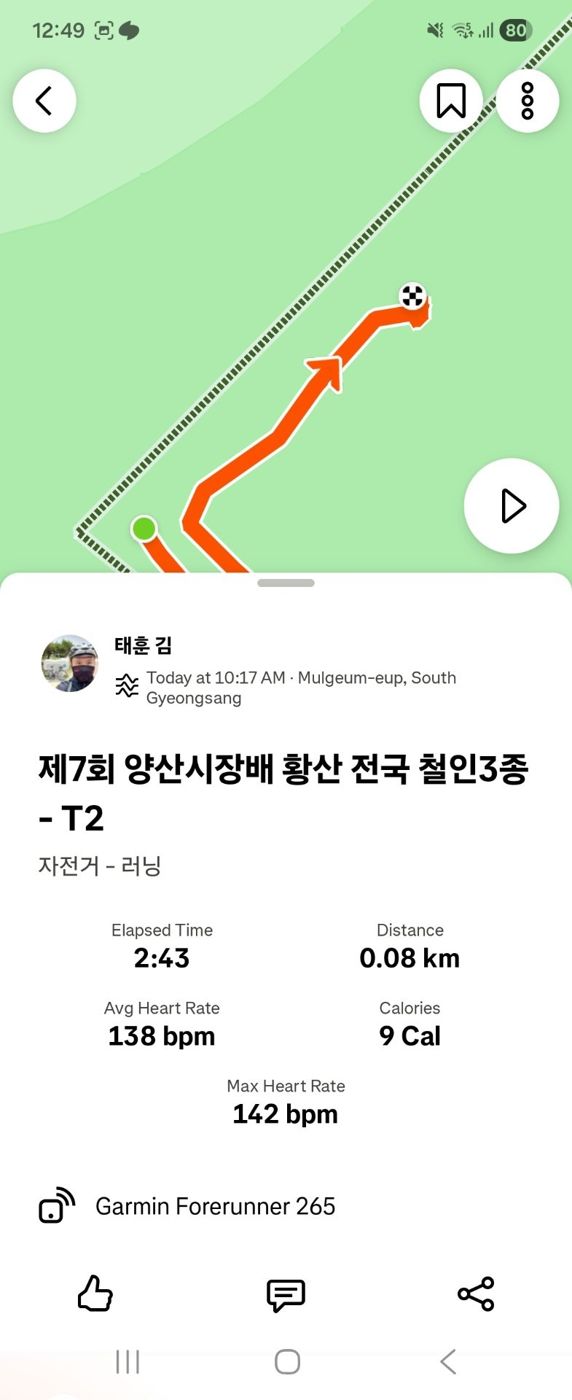 12:49
80
태훈 김
Today at 10:17 AM · Mulgeum-eup, South
Gyeongsang
제7회 양산시장배 황산 전국 철인3종
- T2
자전거 - 러닝
Elapsed Time
2:43
Distance
0.08 km
Avg Heart Rate
138 bpm
Calories
9 Cal
Max Heart Rate
142 bpm
Garmin Forerunner 265